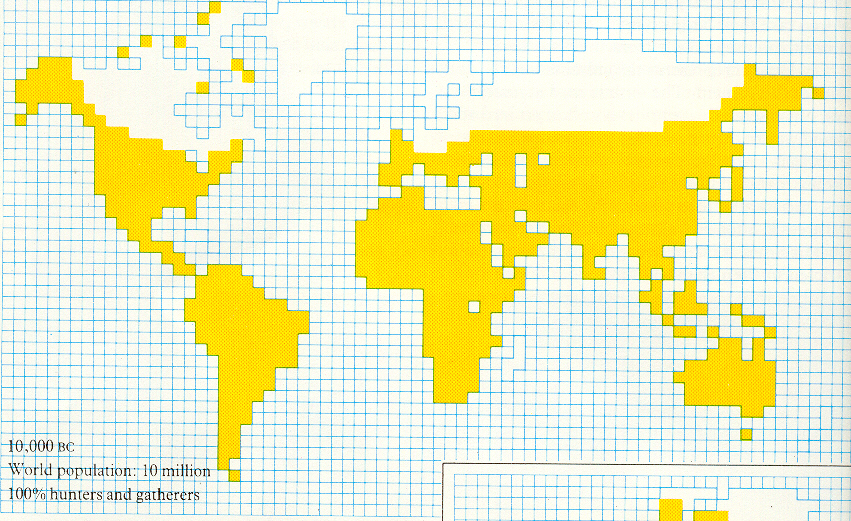 10,000 BC
World population: 10 million
100% hunters and gatherers